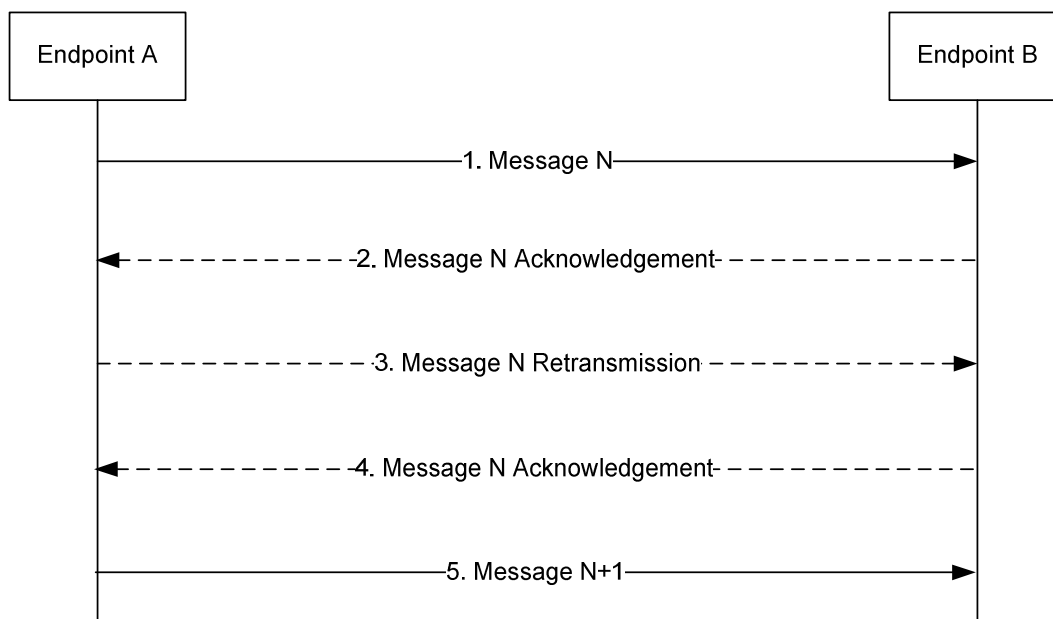 Endpoint A
Endpoint B
1. Message N
2. Message N Acknowledgement
3. Message N Retransmission
4. Message N Acknowledgement
5. Message N+1